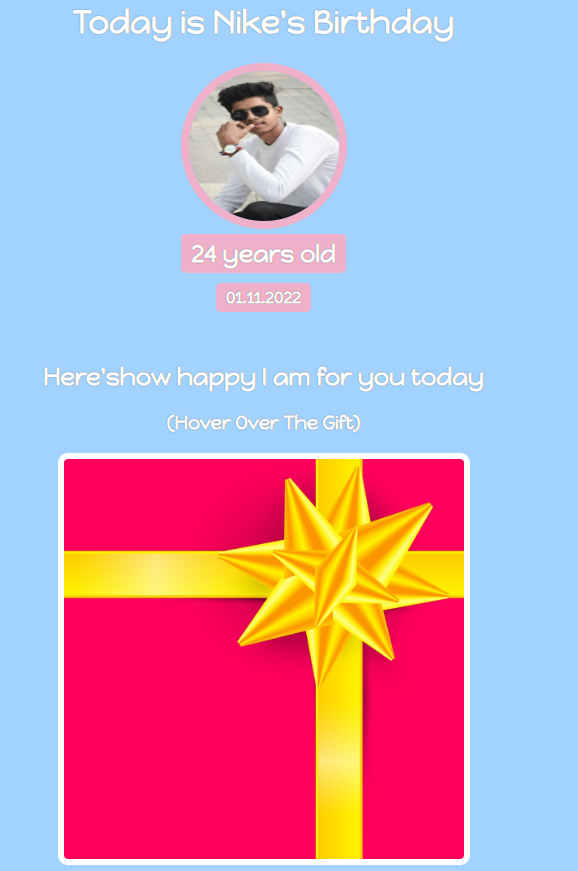 Today is Nike's Birthday
24 years old
01.11.2022
Here'show happy I am for you today
(Hover Over The Gift)